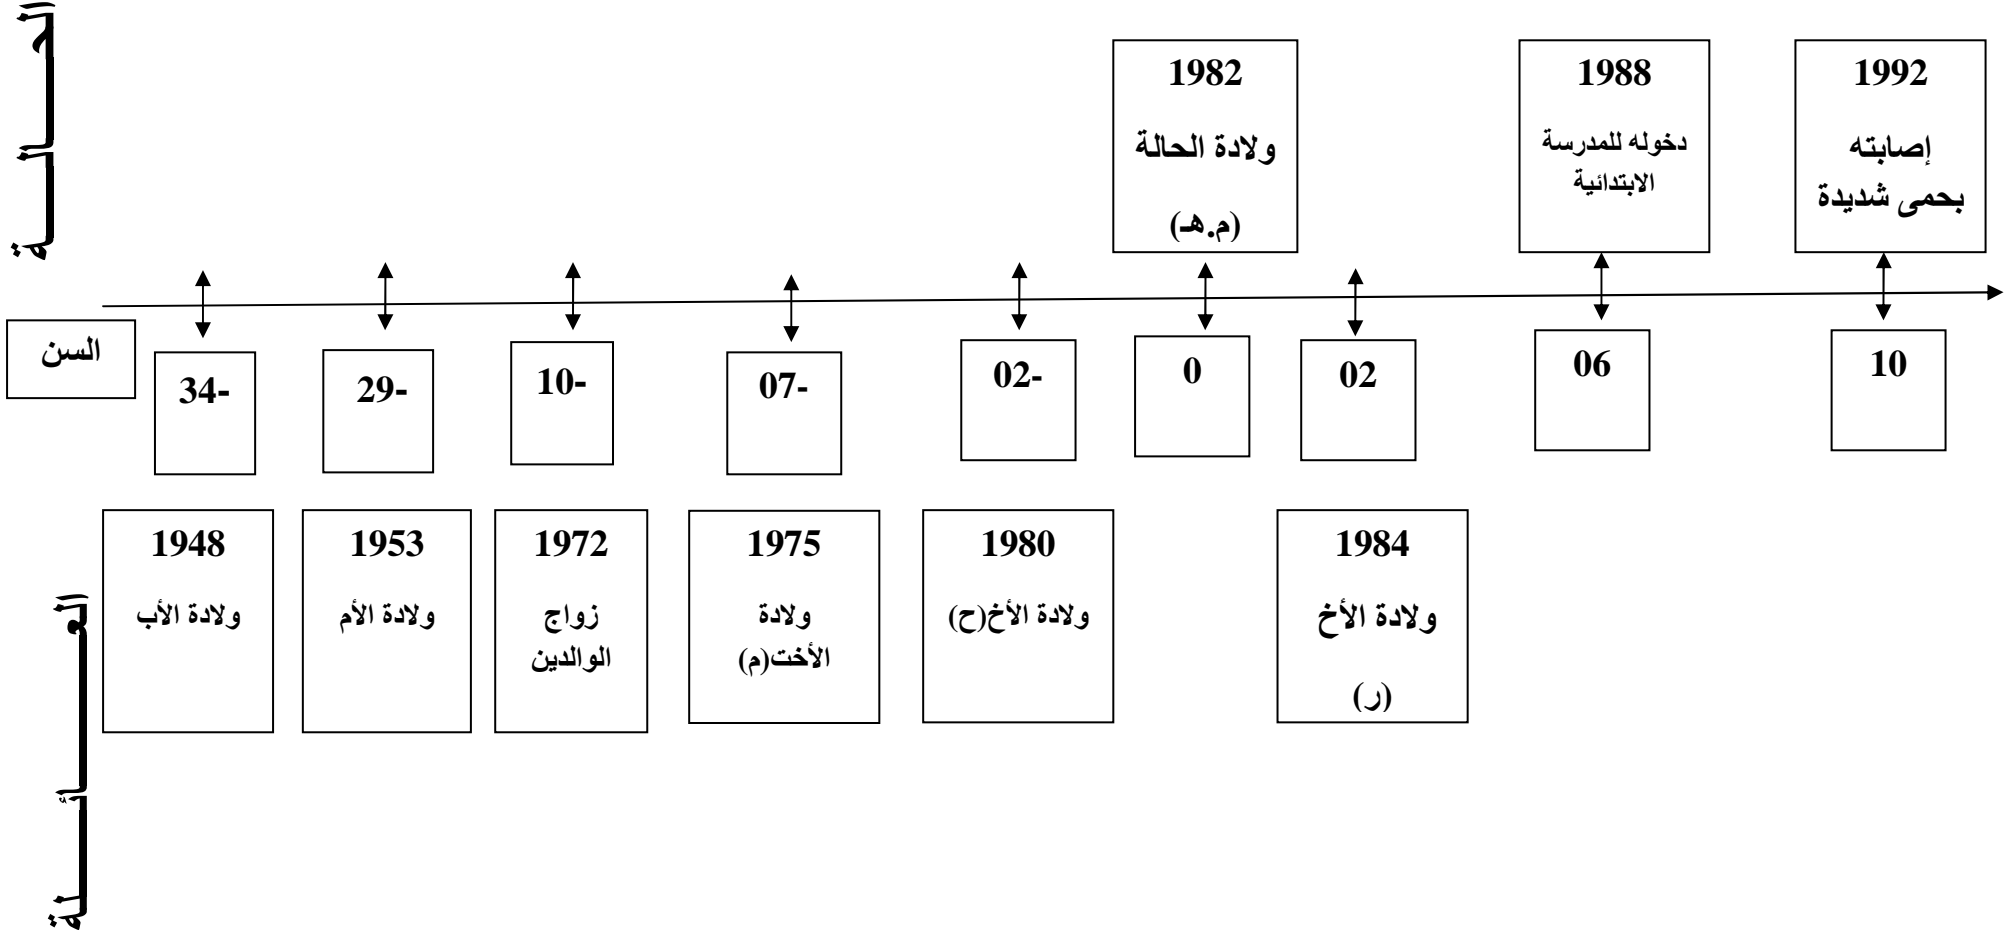 الحـــالـــة
1982
ولادة الحالة
(م.هـ)
1988
دخوله للمدرسة
الابتدائية
1992
إصابته
بحمى شديدة
السن
34-
29-
10-
07-
02-
0
02
06
10
العـــائـــلة
1948
ولادة الأب
1953
ولادة الأم
1972
زواج
الوالدين
1975
ولادة
الأخت(م)
1980
ولادة الأخ(ح)
1984
ولادة الأخ
(ر)